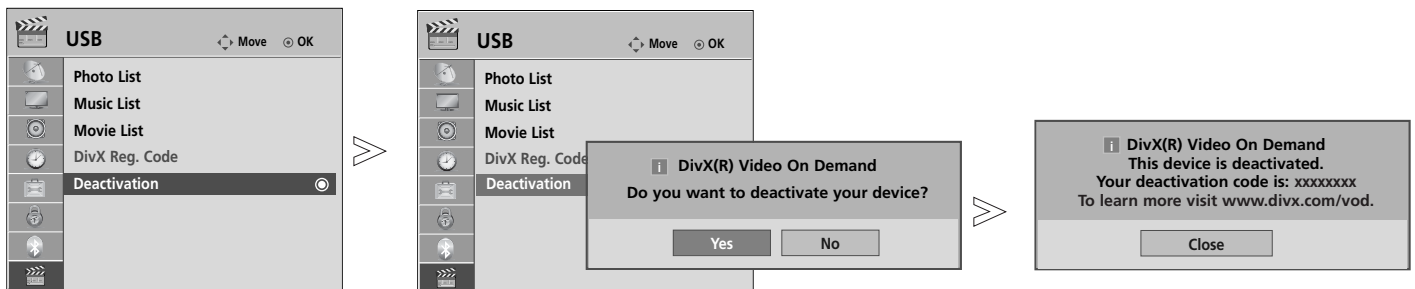 USB
Move
OK
Photo List
Music List
Movie List
DivX Reg. Code
Deactivation
USB
Move
OK
Photo List
Music List
Movie List
DivX Reg. Code
Deactivation
i DivX(R) Video On Demand
Do you want to deactivate your device?
Yes
No
i DivX(R) Video On Demand
This device is deactivated.
Your deactivation code is: xxxxxxxx
To learn more visit www.divx.com/vod.
Close